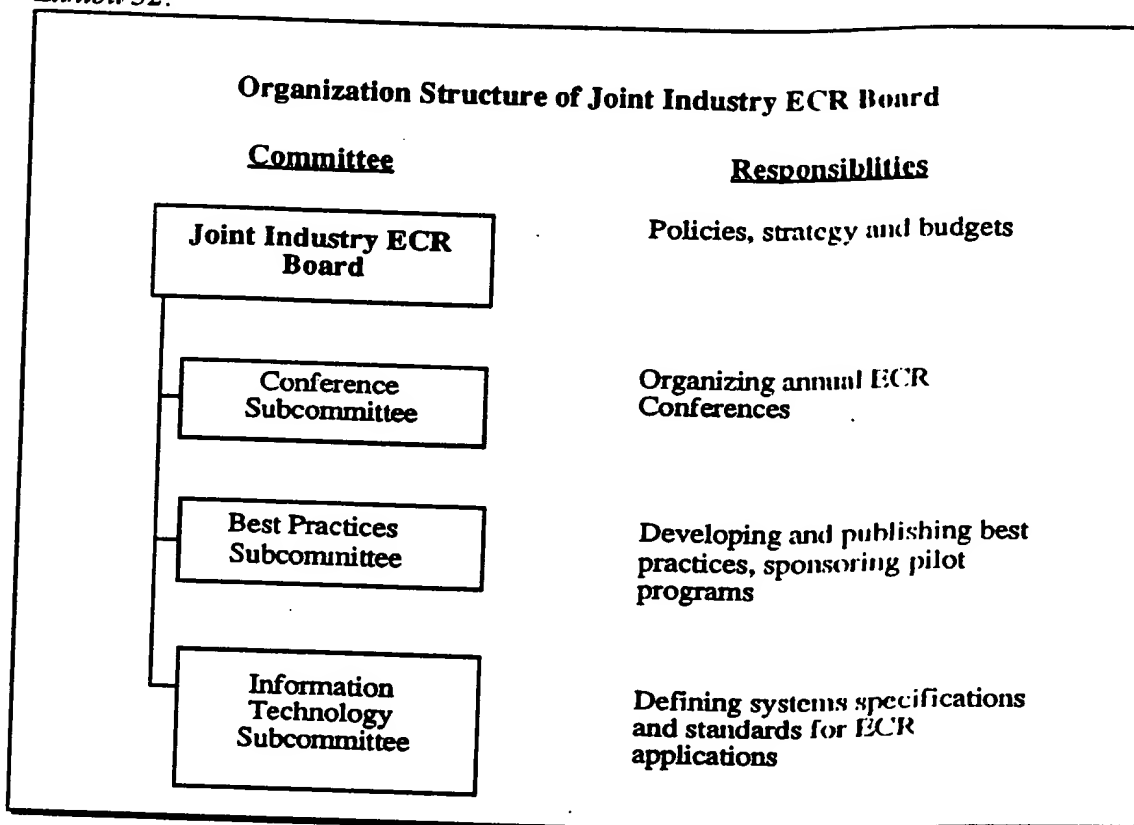 Organization Structure of Joint Industry ECR Board
Committee
Responsiblities
Joint Industry ECR
Board
Policies, strategy and budgets
Conference
Subcommittee
Organizing annual ECR
Conferences
Best Practices
Subcommittee
Developing and publishing best
practices, sponsoring pilot
programs
Information
Technology
Subcommittee
Defining systems specifications
and standards for ECR
applications